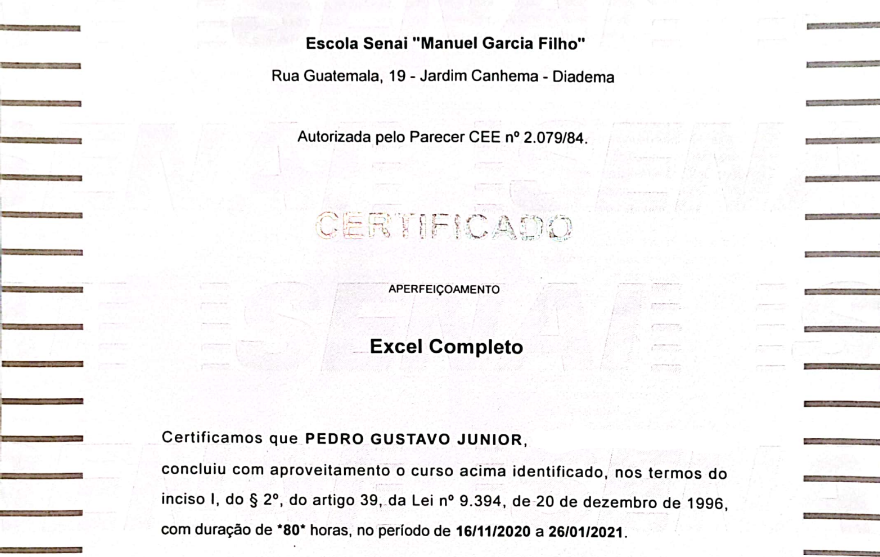 Escola Senai "Manuel Garcia Filho"
Rua Guatemala, 19 - Jardim Canhema - Diadema
Autorizada pelo Parecer CEE nº 2.079/84.
CERTIFICADO
APERFEIÇOAMENTO
Excel Completo
Certificamos que PEDRO GUSTAVO JUNIOR,
concluiu com aproveitamento o curso acima identificado, nos termos do
inciso I, do § 2º, do artigo 39, da Lei nº 9.394, de 20 de dezembro de 1996,
com duração de *80* horas, no período de 16/11/2020 a 26/01/2021.